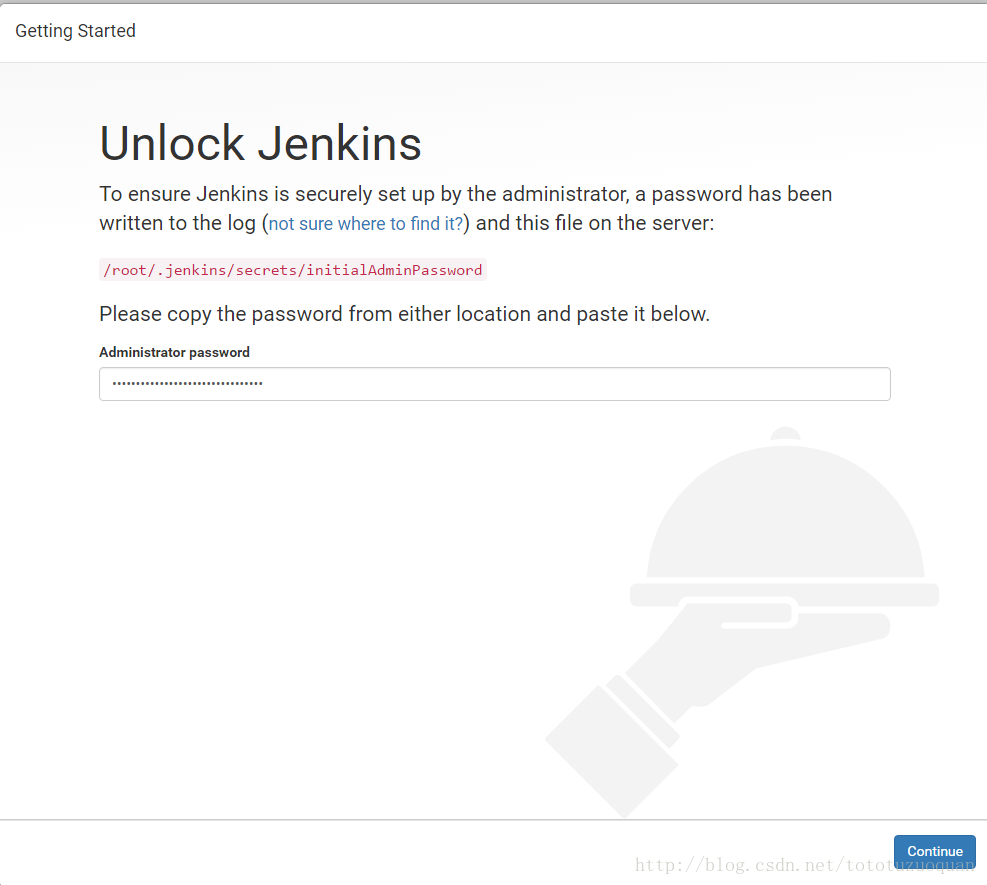 Getting Started
Unlock Jenkins
To ensure Jenkins is securely set up by the administrator, a password has been
written to the log (not sure where to find it?) and this file on the server:
/root/.jenkins/secrets/initialAdminPassword
Please copy the password from either location and paste it below.
Administrator password
••••••••••••••••••••••••••••••••
Continue
http://blog.csdn.net/tototuzuoquan